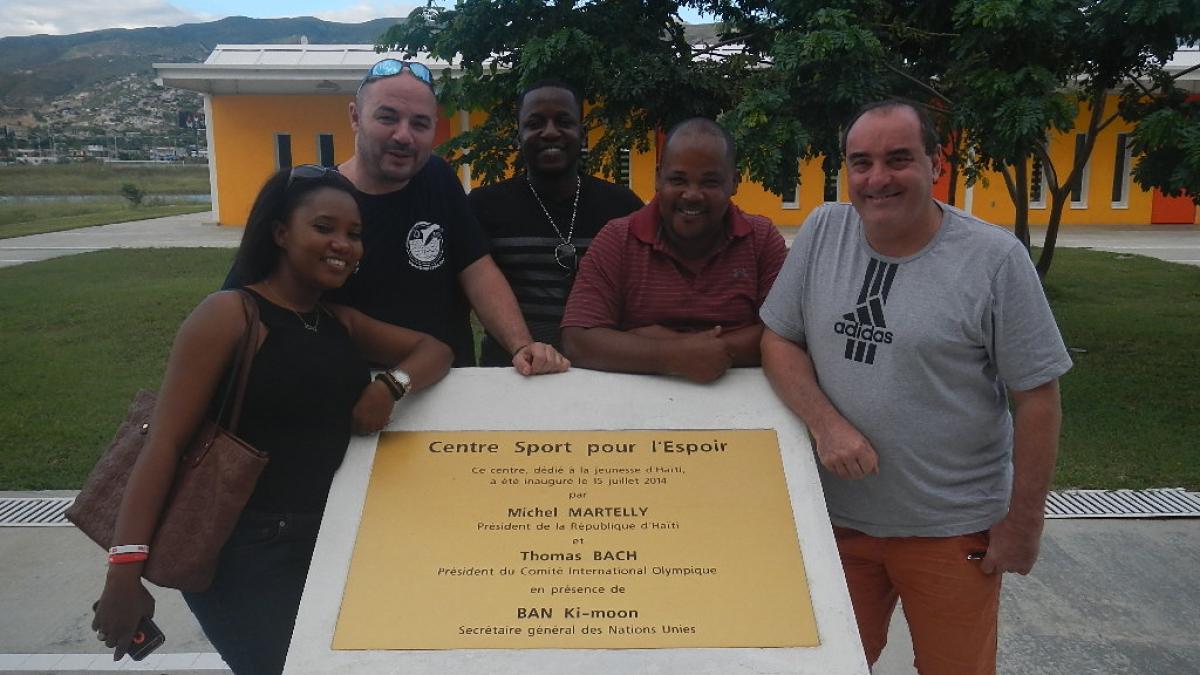 adidas
Centre Sport pour l'Espoir
Ce centre, dédié à la jeunesse d'Haïti,
a été inauguré le 15 juillet 2014
par
Michel MARTELLY
Président de la République d'Haïti
et
Thomas BACH
Président du Comité International Olympique
en présence de
BAN Ki-moon
Secrétaire général des Nations Unies